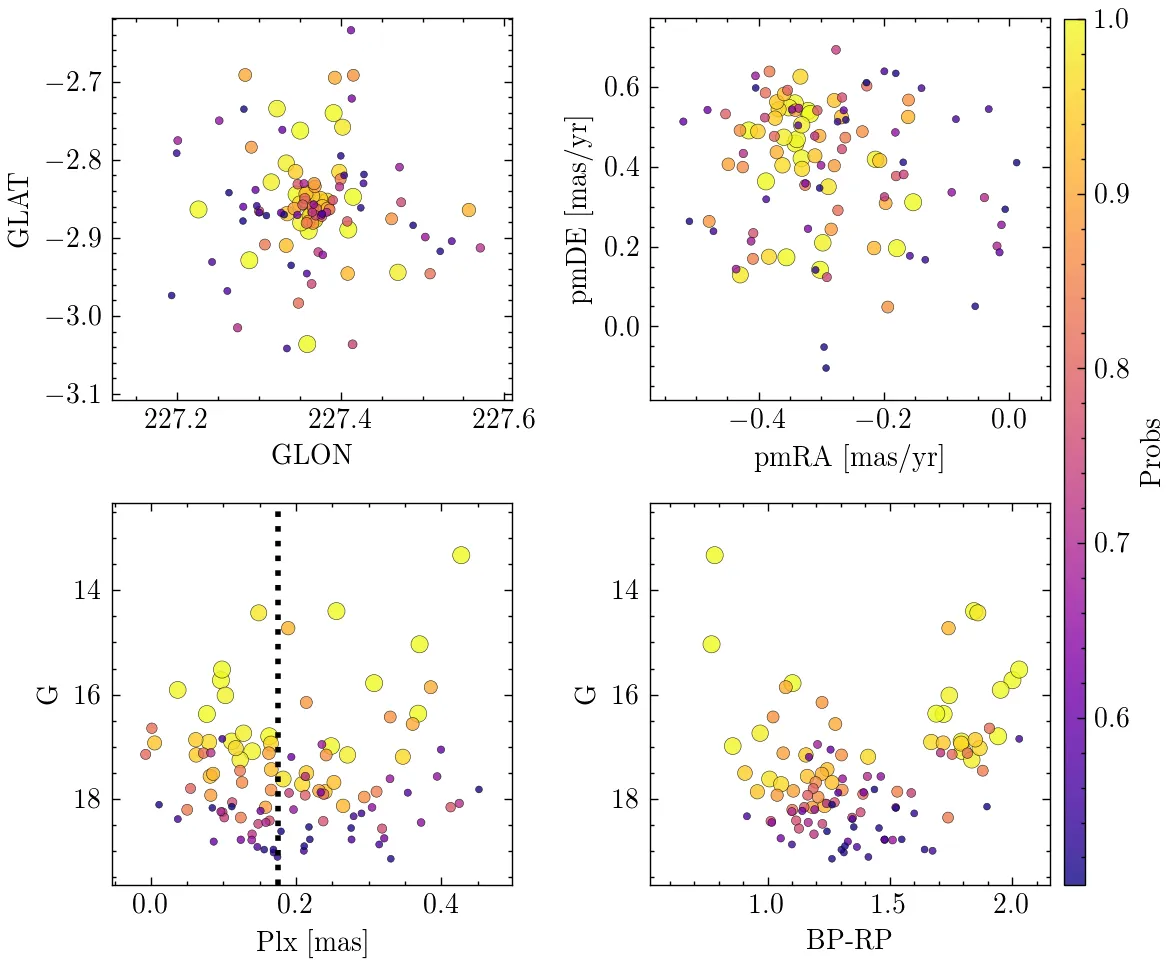 −2.7
−2.8
−2.9
−3.0
−3.1
GLAT
227.2 227.4 227.6
GLON
0.6
0.4
0.2
0.0
pmDE [mas/yr]
−0.4 −0.2 0.0
pmRA [mas/yr]
1.0
0.9
0.8
0.7
0.6
Probs
14
16
18
G
0.0 0.2 0.4
Plx [mas]
14
16
18
G
1.0 1.5 2.0
BP-RP